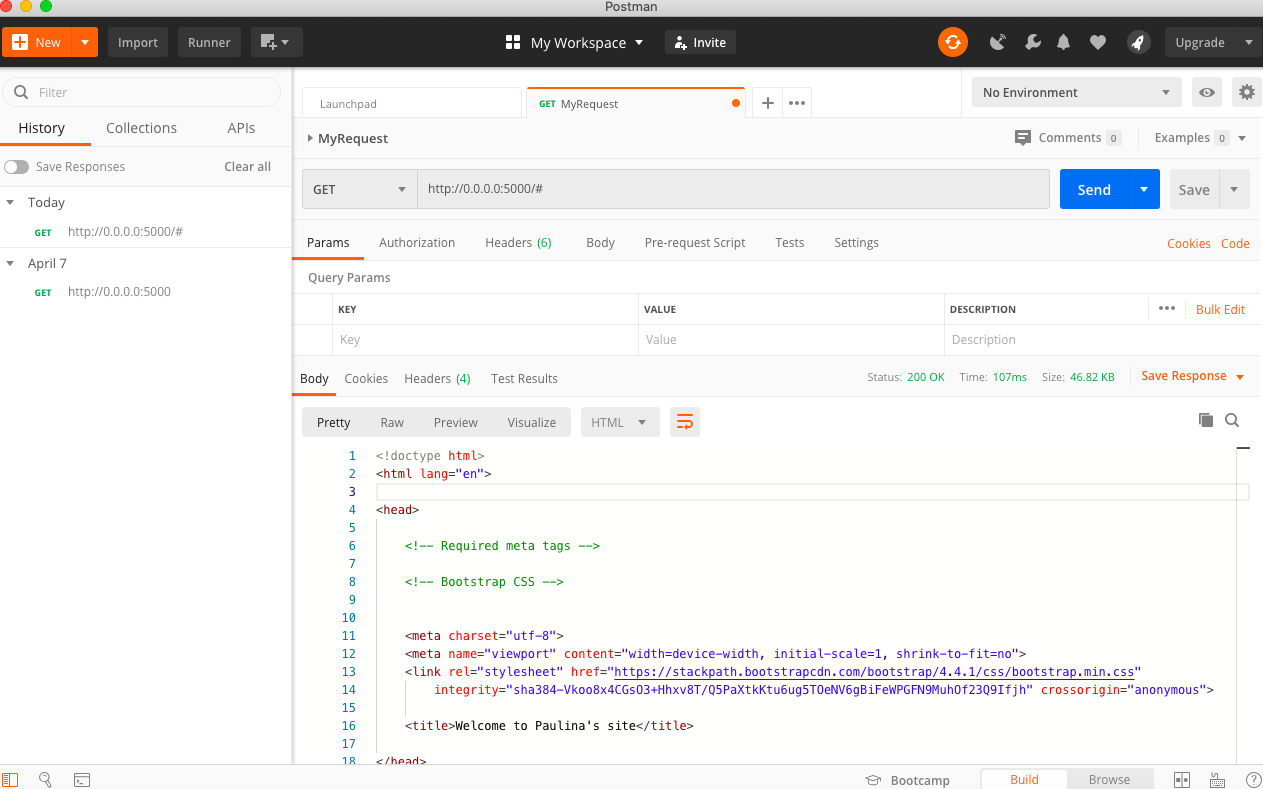 Postman
New Import Runner My Workspace Invite Upgrade
Filter
History Collections APIs
Save Responses Clear all
Today
GET http://0.0.0.0:5000/#
April 7
GET http://0.0.0.0:5000
Launchpad GET MyRequest No Environment
MyRequest Comments 0 Examples 0
GET http://0.0.0.0:5000/# Send Save
Params Authorization Headers (6) Body Pre-request Script Tests Settings Cookies Code
Query Params
KEY VALUE DESCRIPTION Bulk Edit
Key Value Description
Body Cookies Headers (4) Test Results Status: 200 OK Time: 107ms Size: 46.82 KB Save Response
Pretty Raw Preview Visualize HTML
1 <!doctype html>
2 <html lang="en">
3
4 <head>
5
6 <!-- Required meta tags -->
7
8 <!-- Bootstrap CSS -->
9
10
11 <meta charset="utf-8">
12 <meta name="viewport" content="width=device-width, initial-scale=1, shrink-to-fit=no">
13 <link rel="stylesheet" href="https://stackpath.bootstrapcdn.com/bootstrap/4.4.1/css/bootstrap.min.css"
14 integrity="sha384-Vkoo8x4CGsO3+Hhxv8T/Q5PaXtkKtu6ug5TOeNV6gBiFeWPGFN9MuhOf23Q9Ifjh" crossorigin="anonymous">
15
16 <title>Welcome to Paulina's site</title>
17
18 </head>
Bootcamp Build Browse